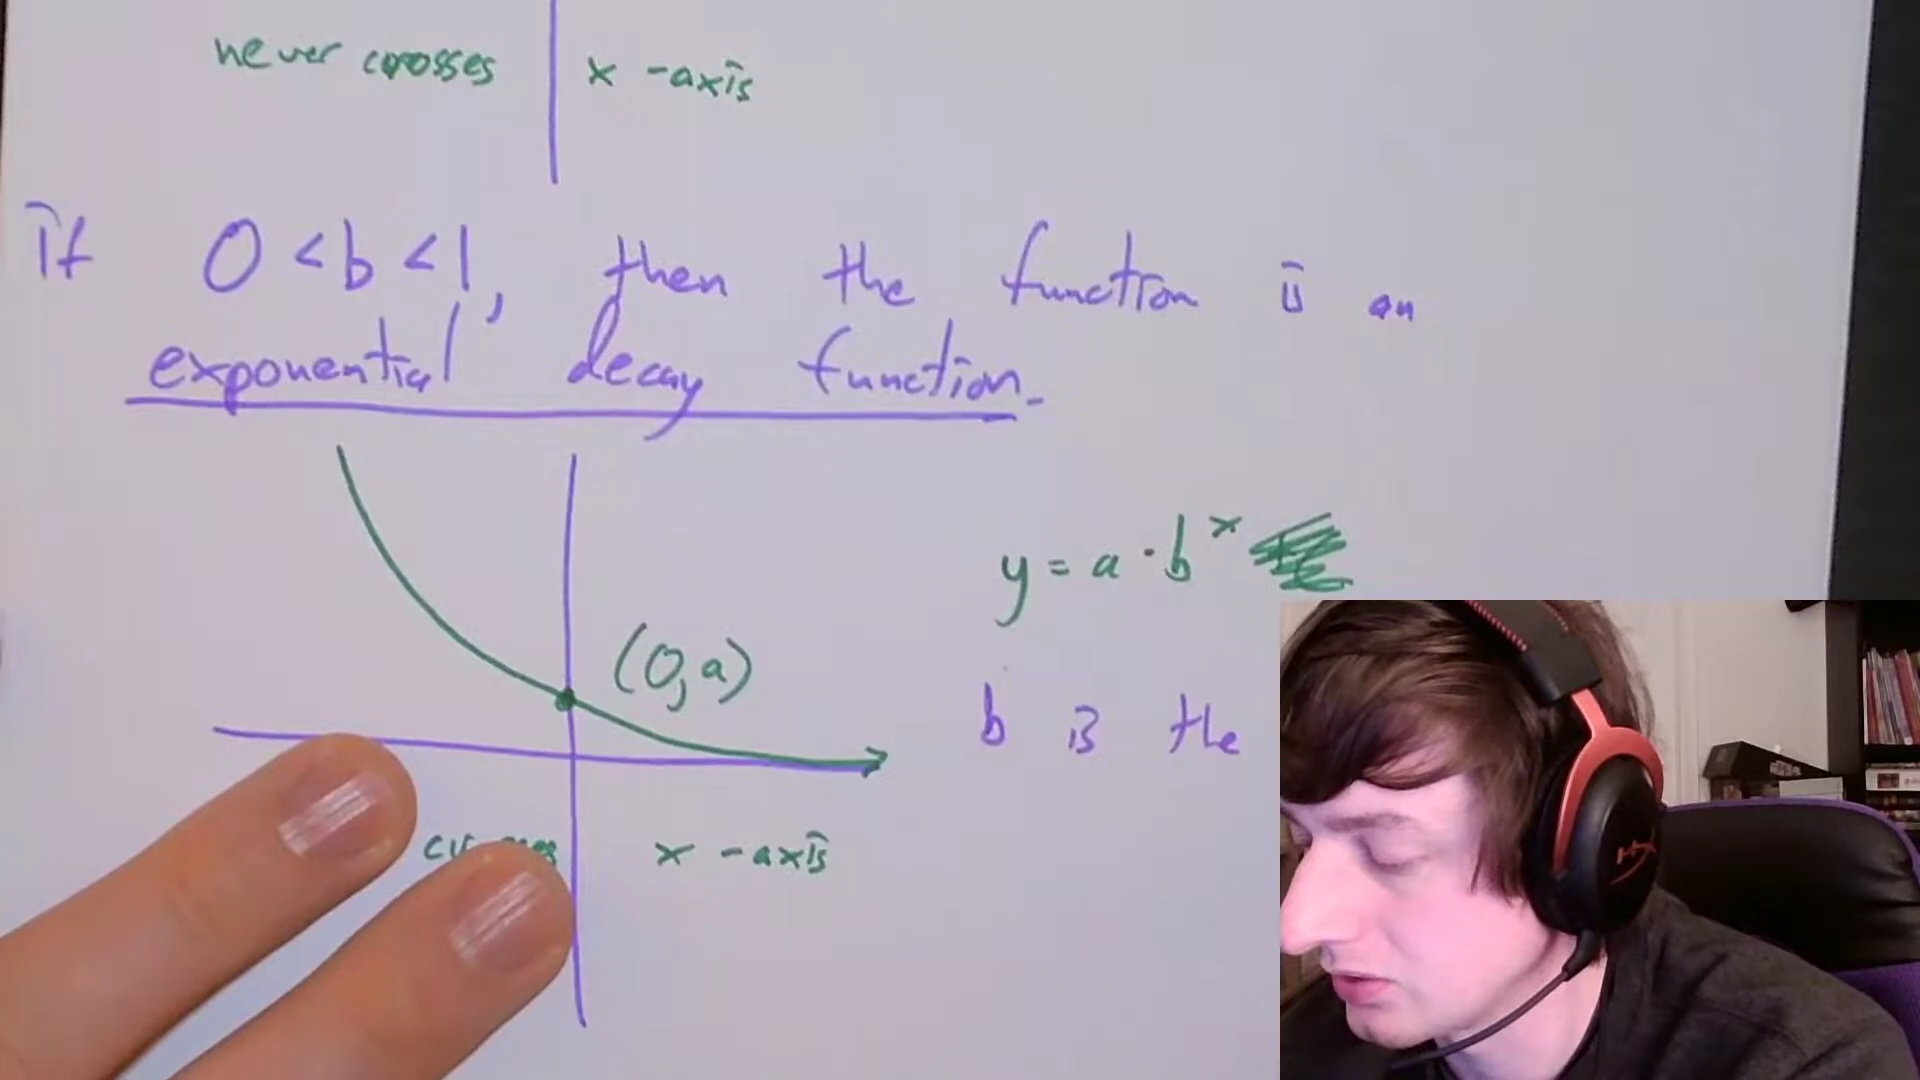 never crosses x -axis
If 0 < b < 1, then the function is an
exponential decay function.
y = a · b^x
(0, a)
b is the
x -axis